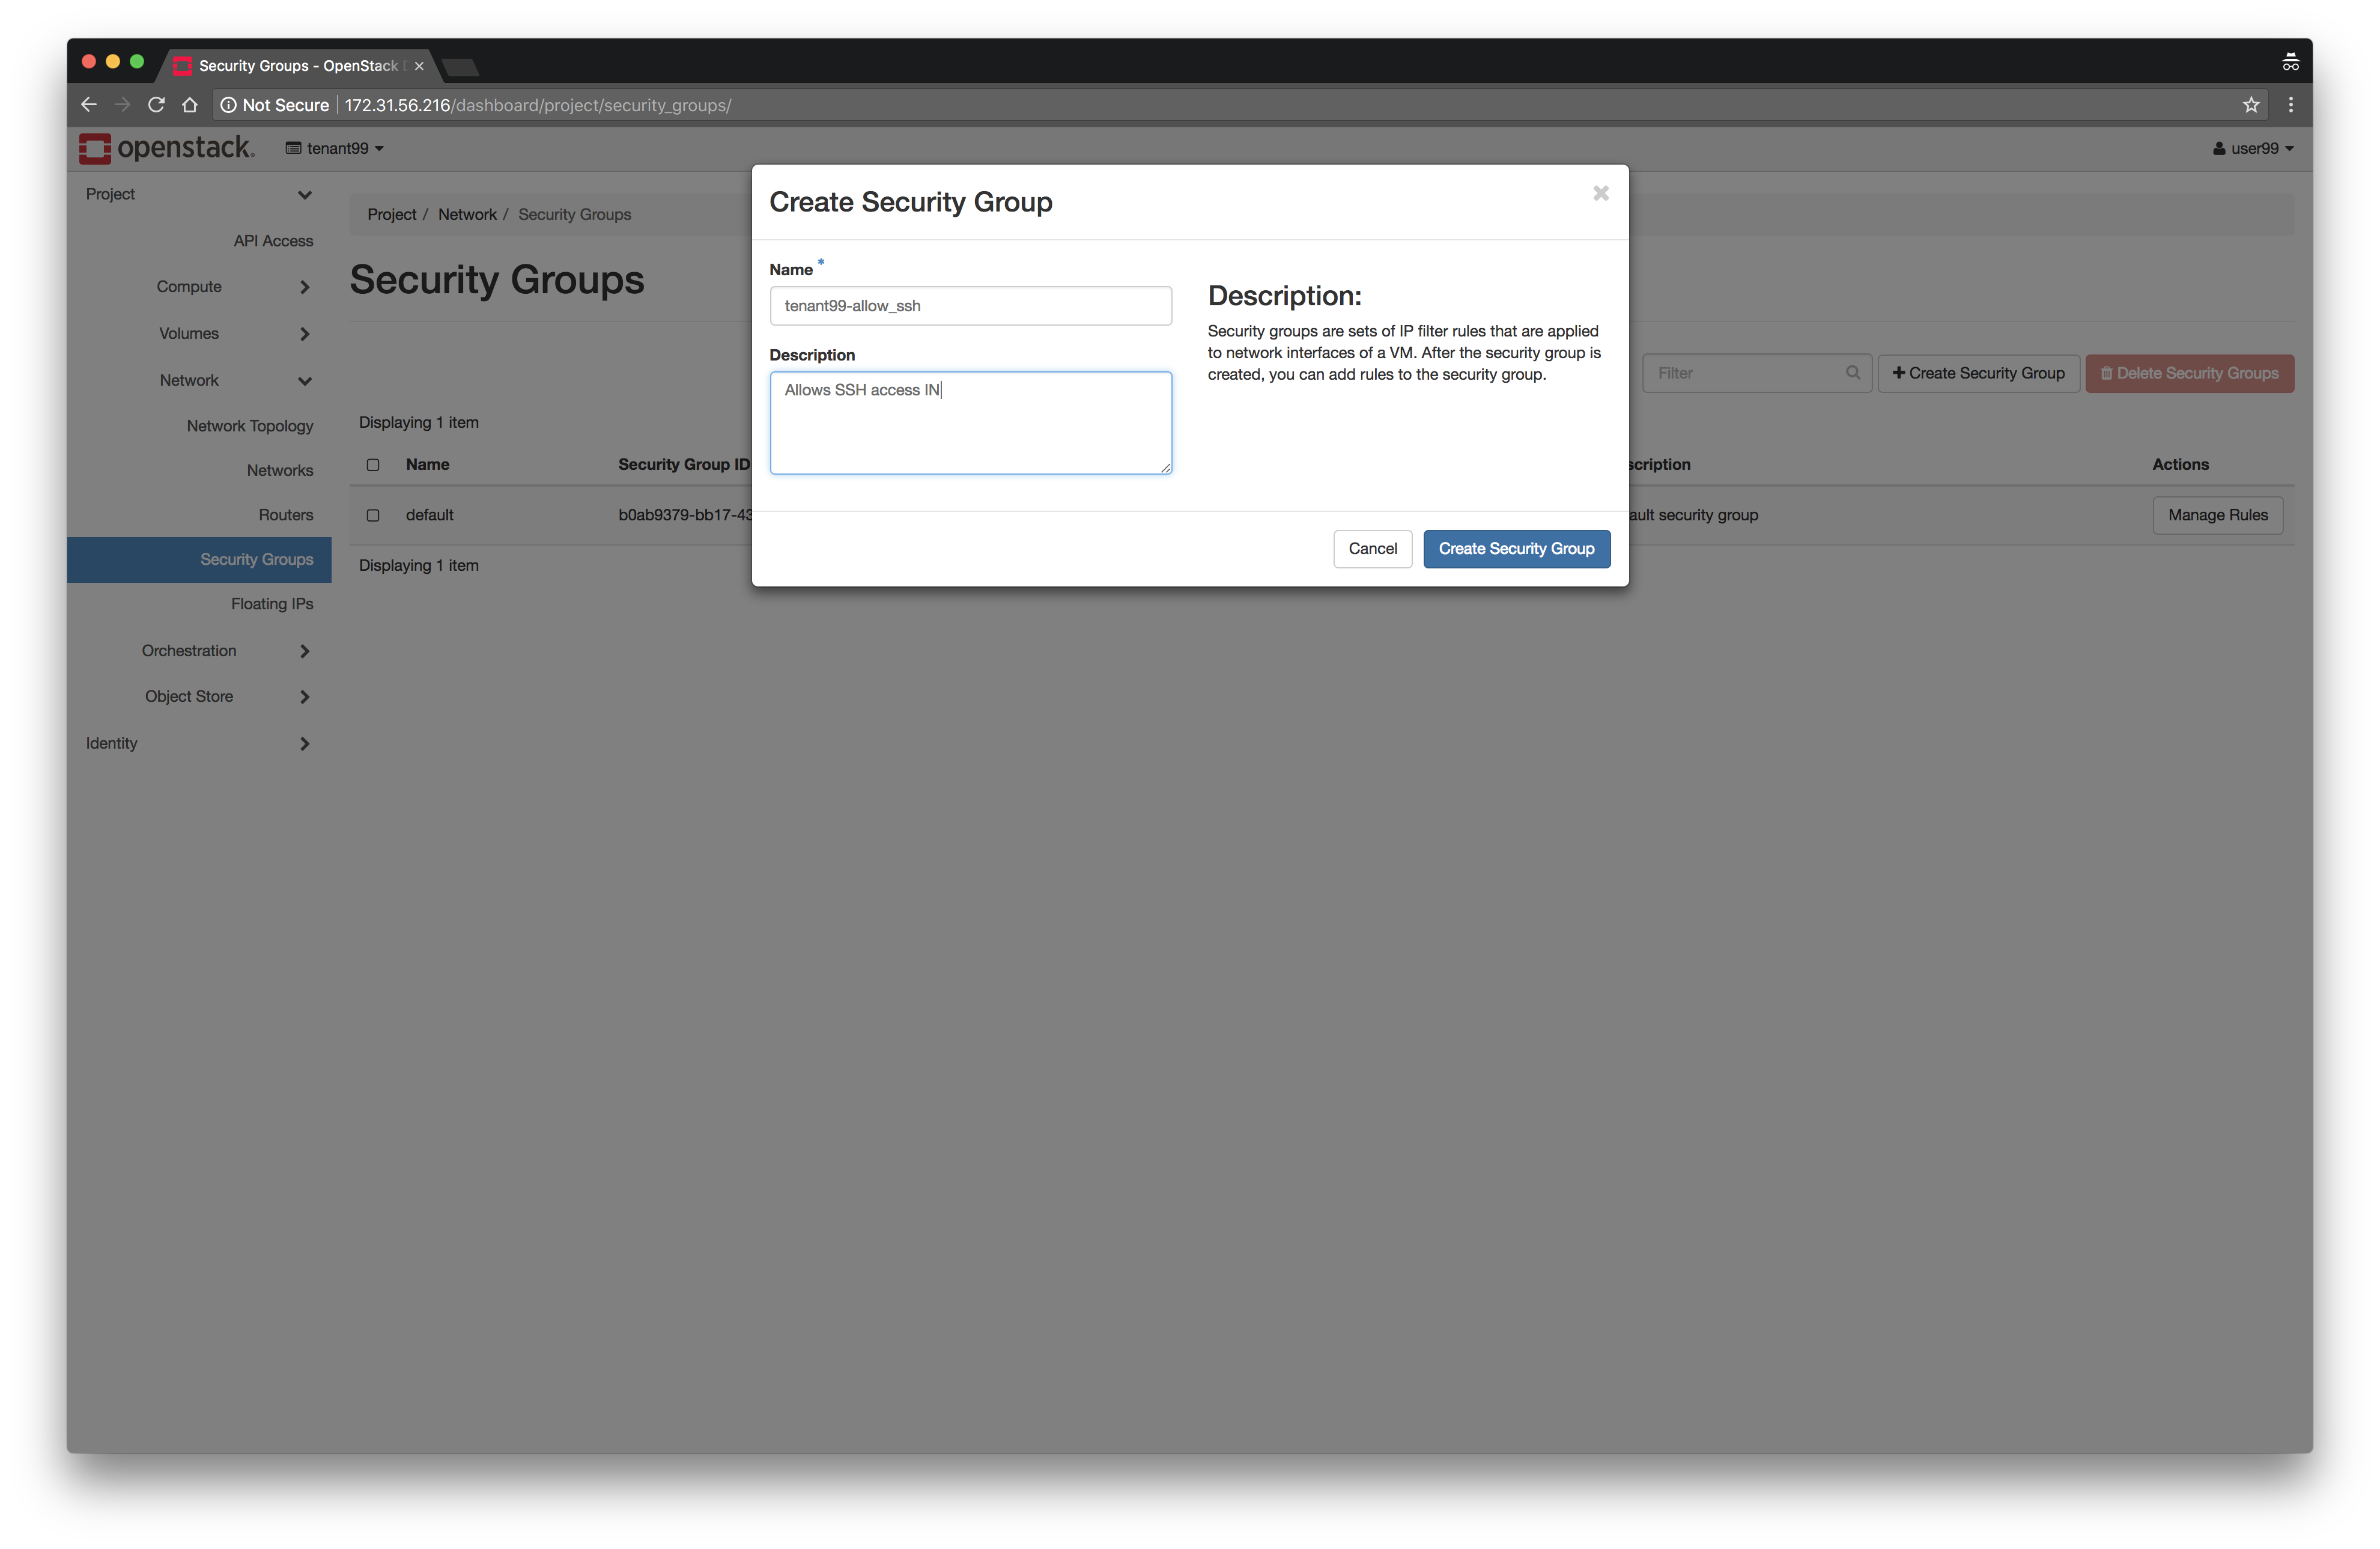 Security Groups - OpenStack
Not Secure 172.31.56.216/dashboard/project/security_groups/
openstack. tenant99 user99
Project
API Access
Compute
Volumes
Network
Network Topology
Networks
Routers
Security Groups
Floating IPs
Orchestration
Object Store
Identity
Project / Network / Security Groups
Security Groups
Filter Create Security Group Delete Security Groups
Displaying 1 item
Name Security Group ID scription Actions
default b0ab9379-bb17-43 ault security group Manage Rules
Displaying 1 item
Create Security Group
Name *
tenant99-allow_ssh
Description
Allows SSH access IN
Description:
Security groups are sets of IP filter rules that are applied
to network interfaces of a VM. After the security group is
created, you can add rules to the security group.
Cancel Create Security Group